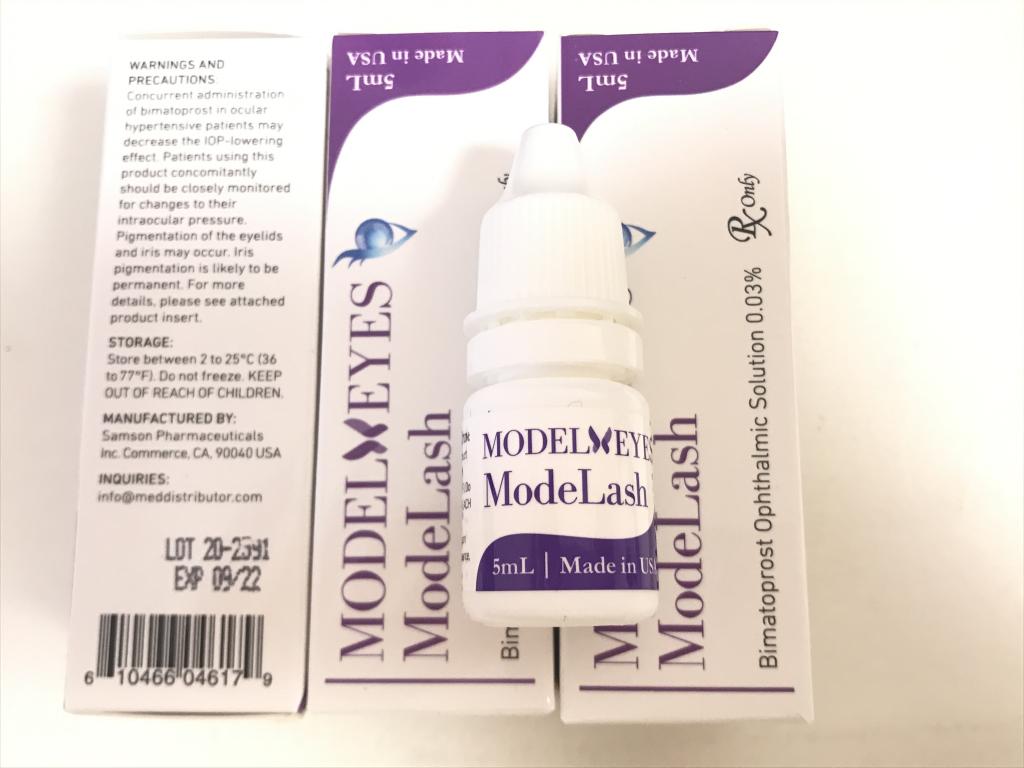 WARNINGS AND
PRECAUTIONS:
Concurrent administration
of bimatoprost in ocular
hypertensive patients may
decrease the IOP-lowering
effect. Patients using this
product concomitantly
should be closely monitored
for changes to their
intraocular pressure.
Pigmentation of the eyelids
and iris may occur. Iris
pigmentation is likely to be
permanent. For more
details, please see attached
product insert.
STORAGE:
Store between 2 to 25°C (36
to 77°F). Do not freeze. KEEP
OUT OF REACH OF CHILDREN.
MANUFACTURED BY:
Samson Pharmaceuticals
Inc. Commerce, CA, 90040 USA
INQUIRIES:
info@meddistributor.com
LOT
EXP 09/22
6 10466 04617 9
5mL
Made in USA
MODEL EYES
ModeLash
5mL
Made in USA
Rx Only
ModeLash
Bimatoprost Ophthalmic Solution 0.03%
MODEL EYES
ModeLash
5mL | Made in USA